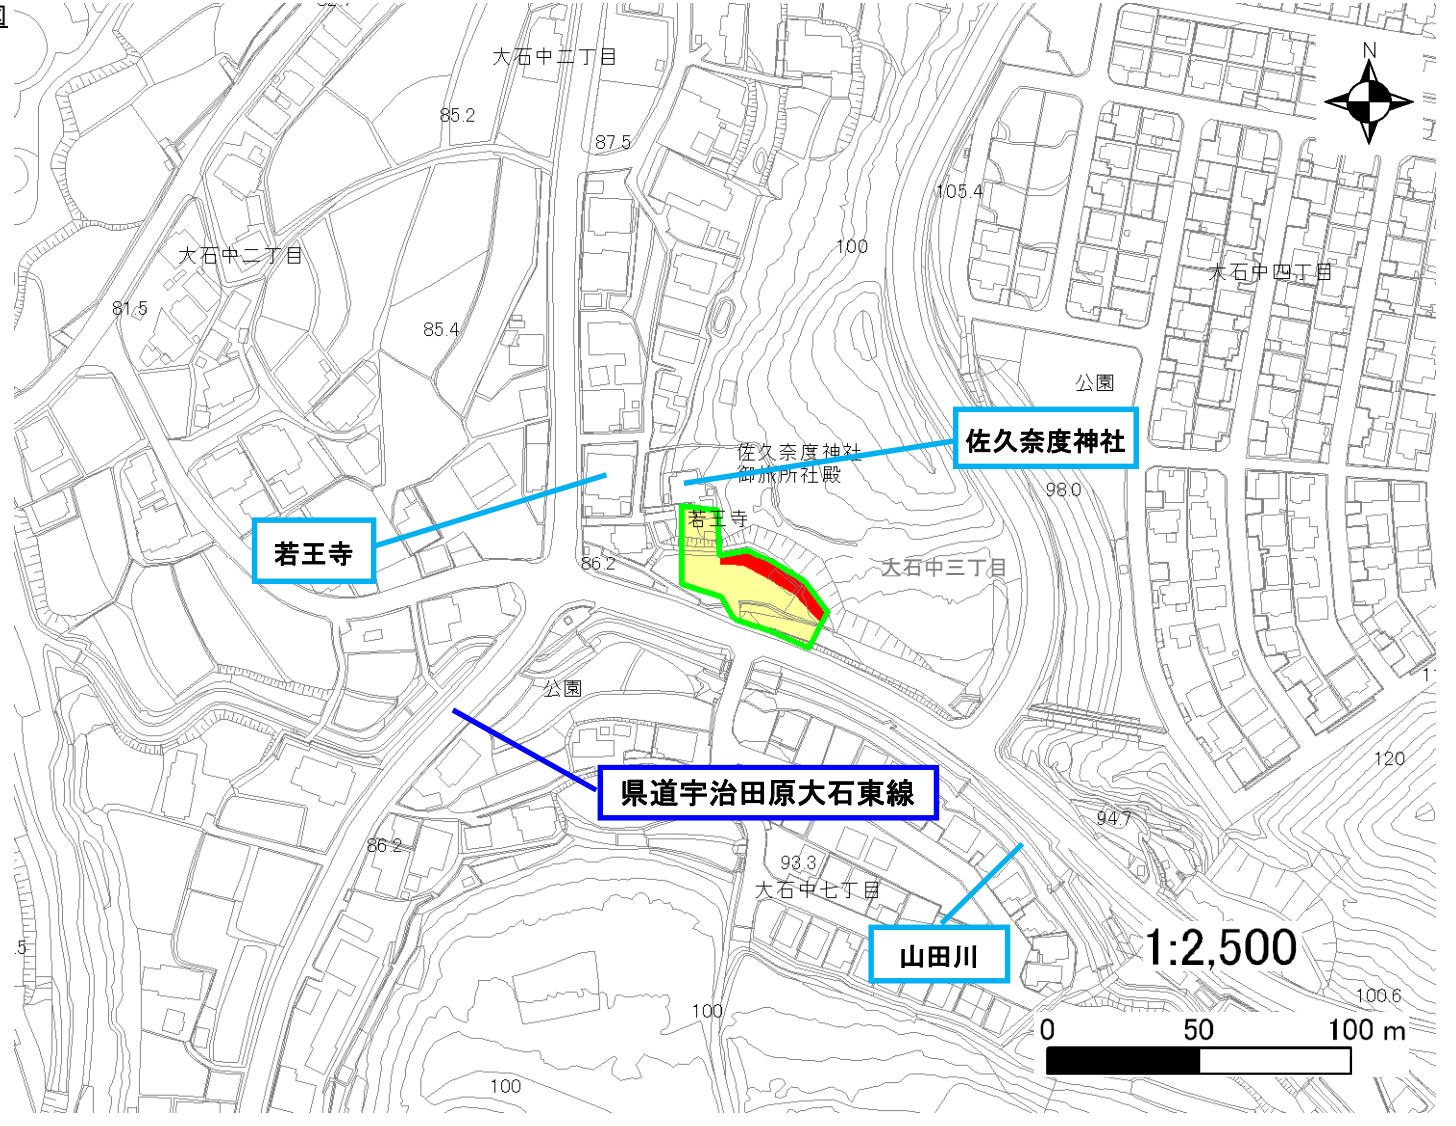 図
大石中二丁目
N
85.2
87.5
105.4
100
大石中二丁目
大石中四丁目
81.5
85.4
公園
佐久奈度神社
佐久奈度神社
御旅所社殿
98.0
若王寺
若王寺
86.2
大石中三丁目
公園
県道宇治田原大石東線
120
94.7
86.2
93.3
大石中七丁目
山田川
1:2,500
.5
100.6
100
0 50 100 m
100